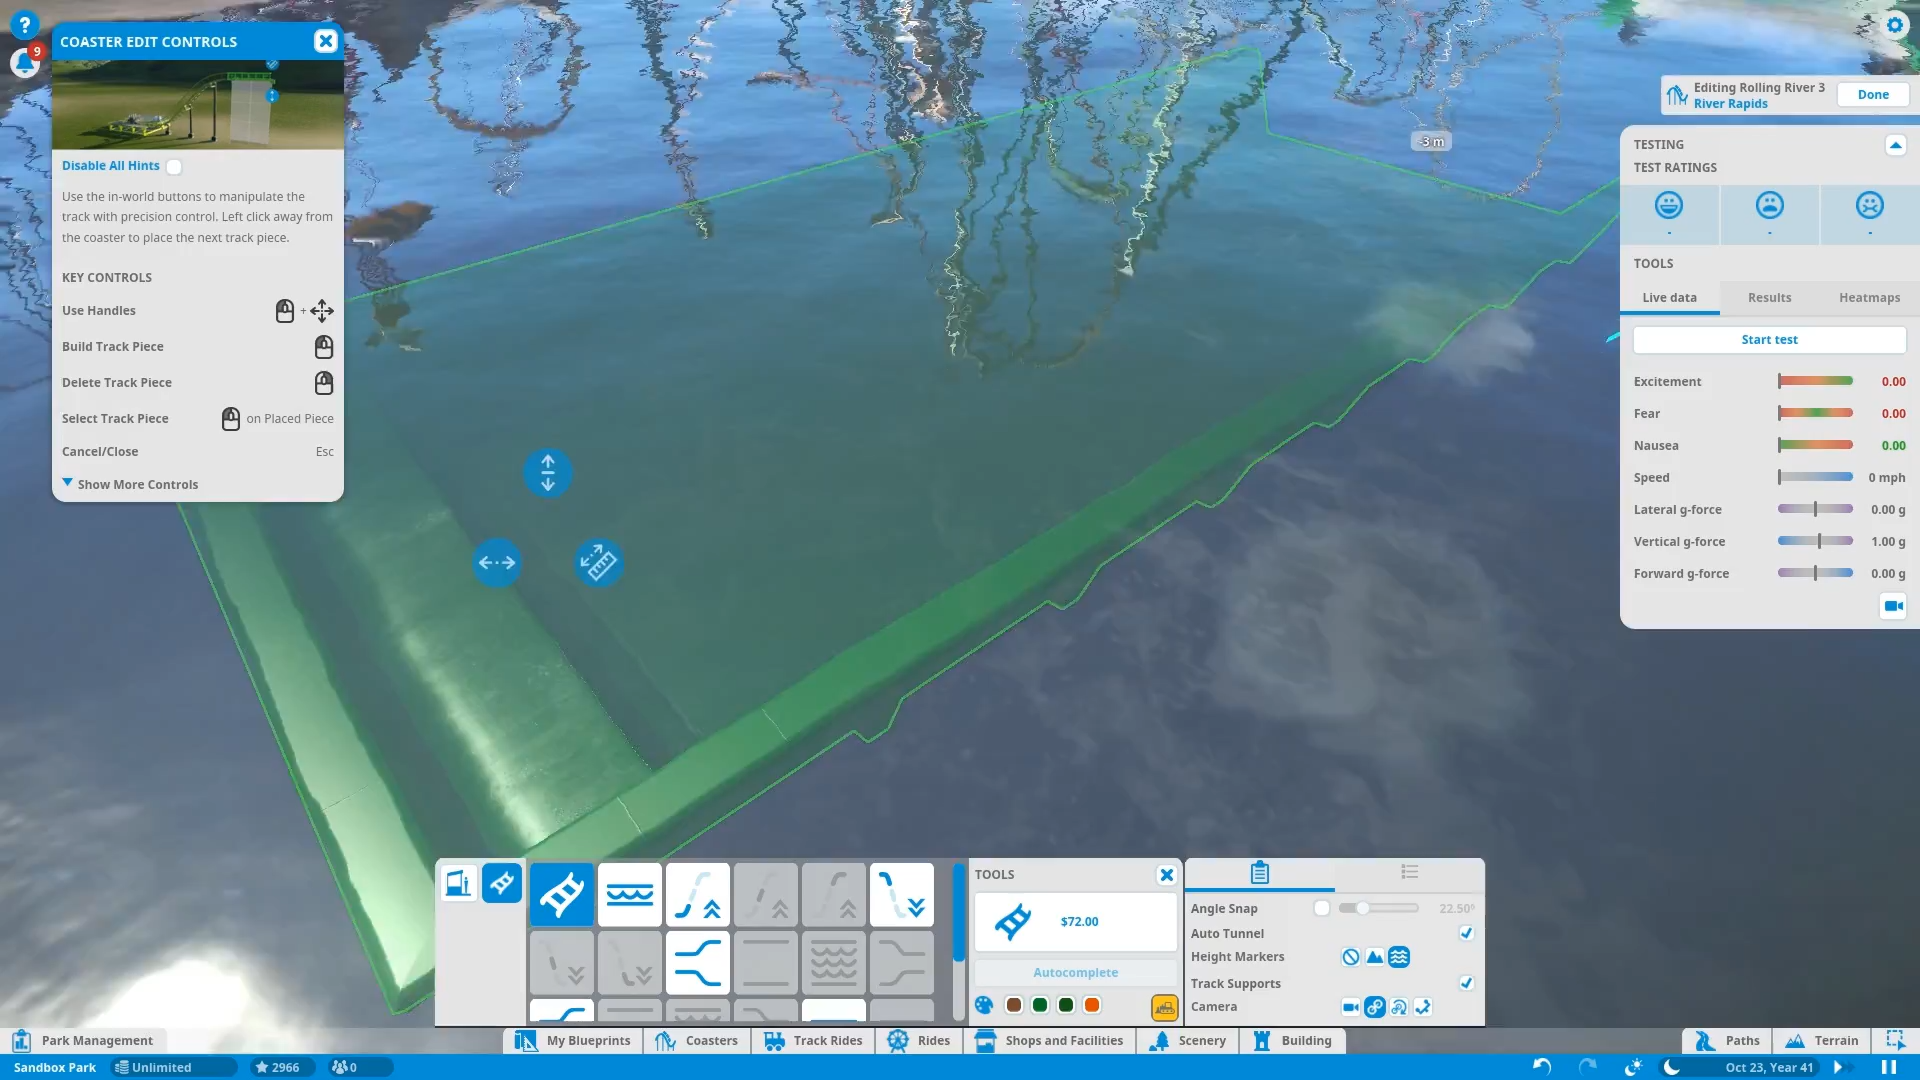 ?
9
COASTER EDIT CONTROLS
Disable All Hints
Use the in-world buttons to manipulate the
track with precision control. Left click away from
the coaster to place the next track piece.
KEY CONTROLS
Use Handles +
Build Track Piece
Delete Track Piece
Select Track Piece on Placed Piece
Cancel/Close Esc
Show More Controls
-3 m
Editing Rolling River 3
River Rapids
Done
TESTING
TEST RATINGS
- - -
TOOLS
Live data Results Heatmaps
Start test
Excitement 0.00
Fear 0.00
Nausea 0.00
Speed 0 mph
Lateral g-force 0.00 g
Vertical g-force 1.00 g
Forward g-force 0.00 g
TOOLS
$72.00
Autocomplete
Angle Snap 22.50°
Auto Tunnel
Height Markers
Track Supports
Camera
Park Management
My Blueprints Coasters Track Rides Rides Shops and Facilities Scenery Building
Paths Terrain
Sandbox Park Unlimited 2966 0
Oct 23, Year 41